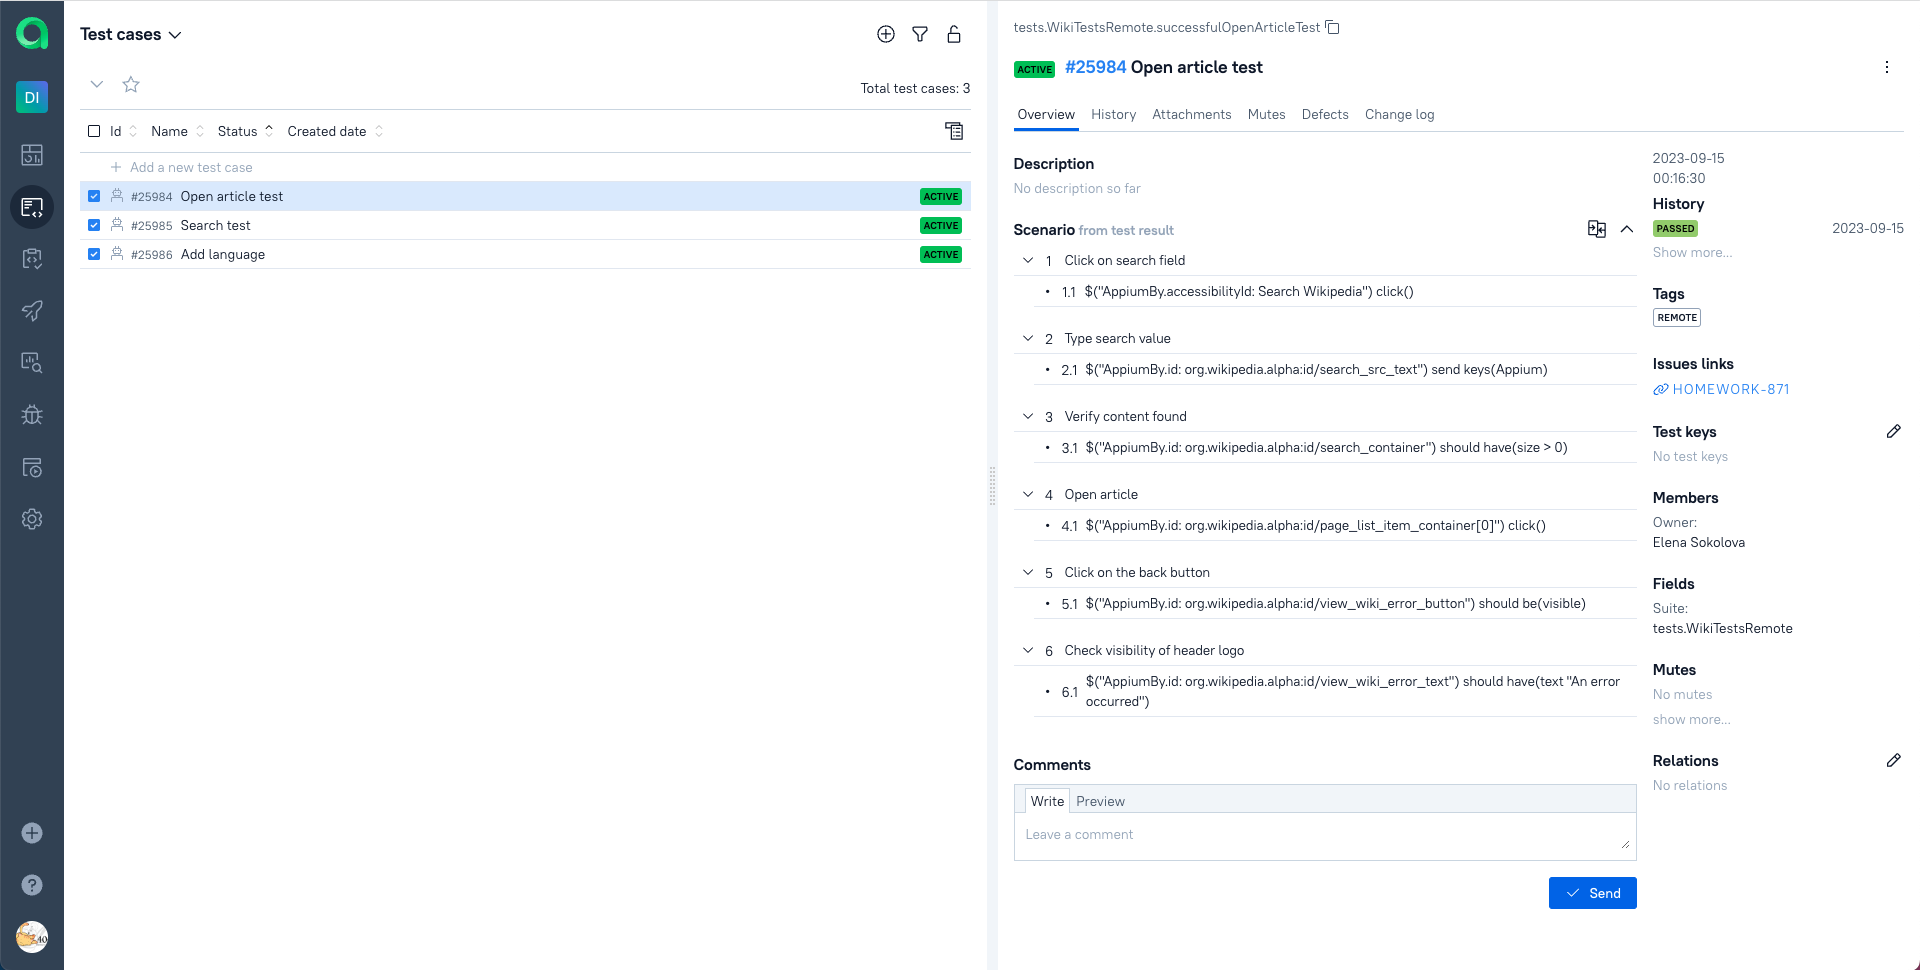 DI
Test cases
Total test cases: 3
Id Name Status Created date
Add a new test case
#25984 Open article test ACTIVE
#25985 Search test ACTIVE
#25986 Add language ACTIVE
tests.WikiTestsRemote.successfulOpenArticleTest
ACTIVE #25984 Open article test
Overview History Attachments Mutes Defects Change log
Description
No description so far
Scenario from test result
1 Click on search field
• 1.1 $("AppiumBy.accessibilityId: Search Wikipedia") click()
2 Type search value
• 2.1 $("AppiumBy.id: org.wikipedia.alpha:id/search_src_text") send keys(Appium)
3 Verify content found
• 3.1 $("AppiumBy.id: org.wikipedia.alpha:id/search_container") should have(size > 0)
4 Open article
• 4.1 $("AppiumBy.id: org.wikipedia.alpha:id/page_list_item_container[0]") click()
5 Click on the back button
• 5.1 $("AppiumBy.id: org.wikipedia.alpha:id/view_wiki_error_button") should be(visible)
6 Check visibility of header logo
• 6.1 $("AppiumBy.id: org.wikipedia.alpha:id/view_wiki_error_text") should have(text "An error
occurred")
Comments
Write Preview
Leave a comment
Send
2023-09-15
00:16:30
History
PASSED 2023-09-15
Show more...
Tags
REMOTE
Issues links
HOMEWORK-871
Test keys
No test keys
Members
Owner:
Elena Sokolova
Fields
Suite:
tests.WikiTestsRemote
Mutes
No mutes
show more...
Relations
No relations